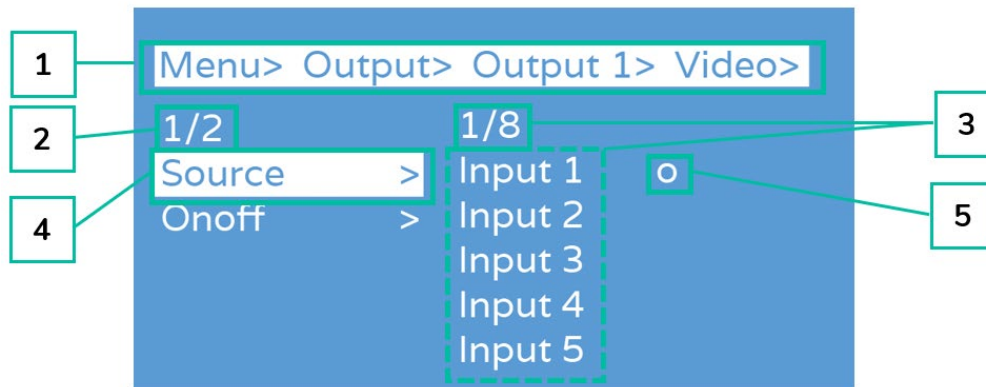 1
Menu> Output> Output 1> Video>
2
1/2
1/8
3
Source >
Input 1
o
4
Onoff >
Input 2
5
Input 3
Input 4
Input 5